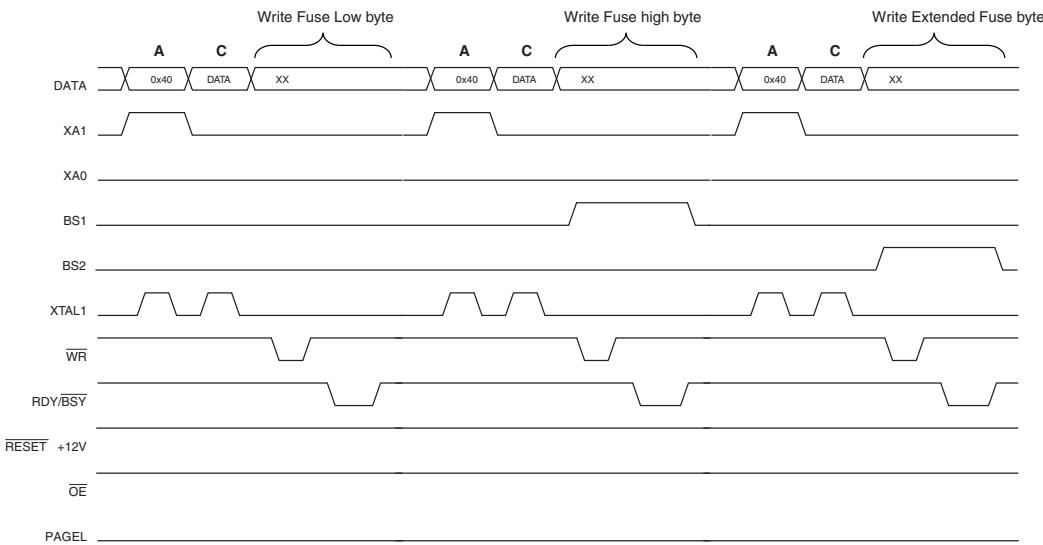 Write Fuse Low byte Write Fuse high byte Write Extended Fuse byte
A C A C A C
DATA 0x40 DATA XX 0x40 DATA XX 0x40 DATA XX
XA1
XA0
BS1
BS2
XTAL1
WR
RDY/BSY
RESET +12V
OE
PAGEL